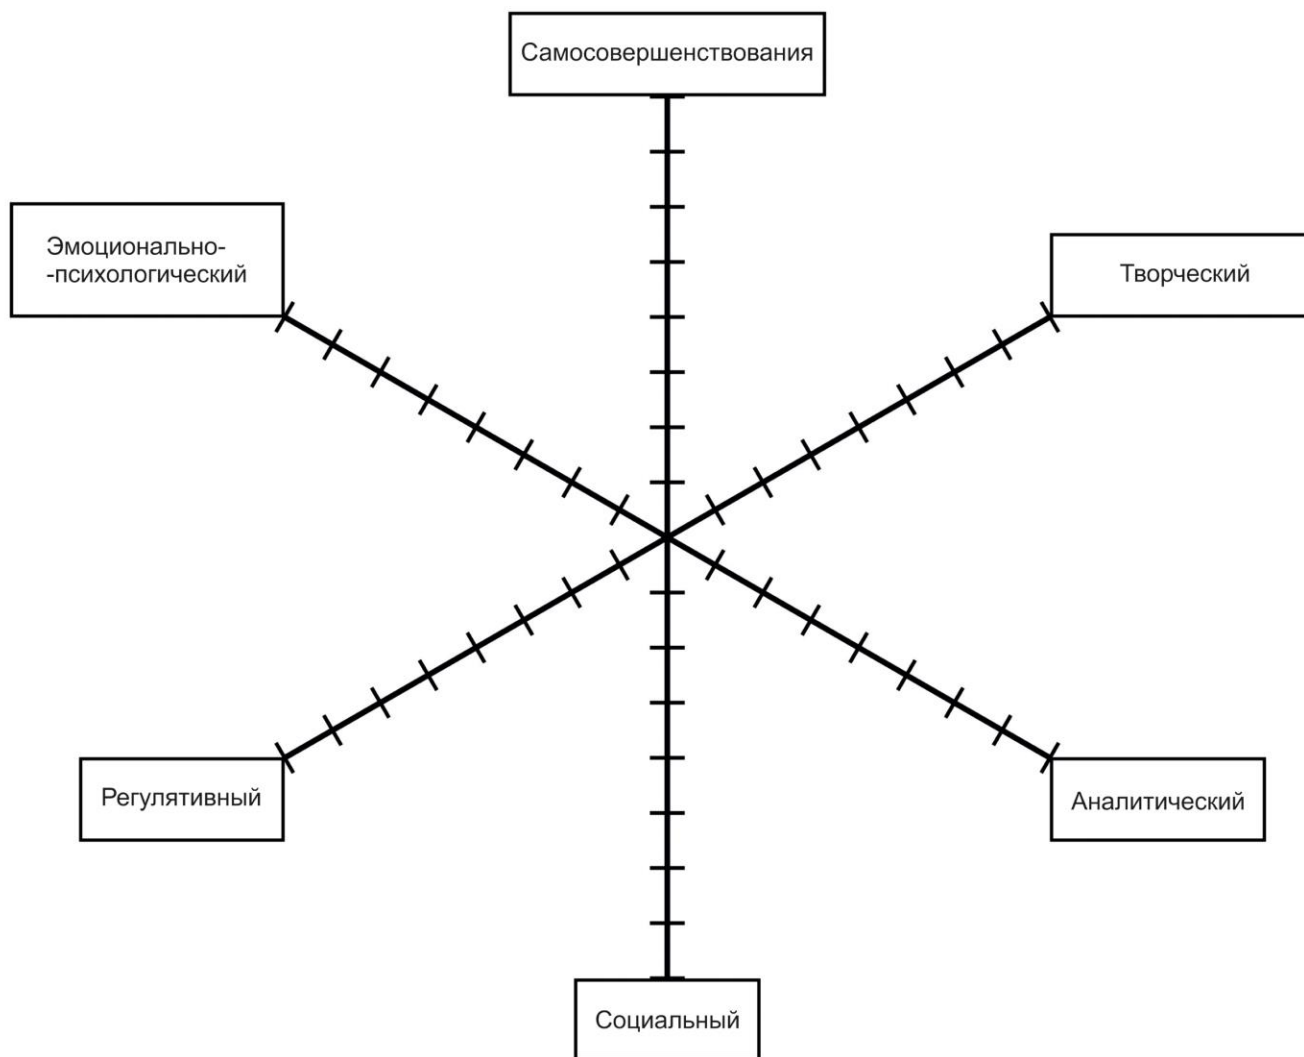 Самосовершенствования
Эмоционально-
-психологический
Творческий
Регулятивный
Аналитический
Социальный